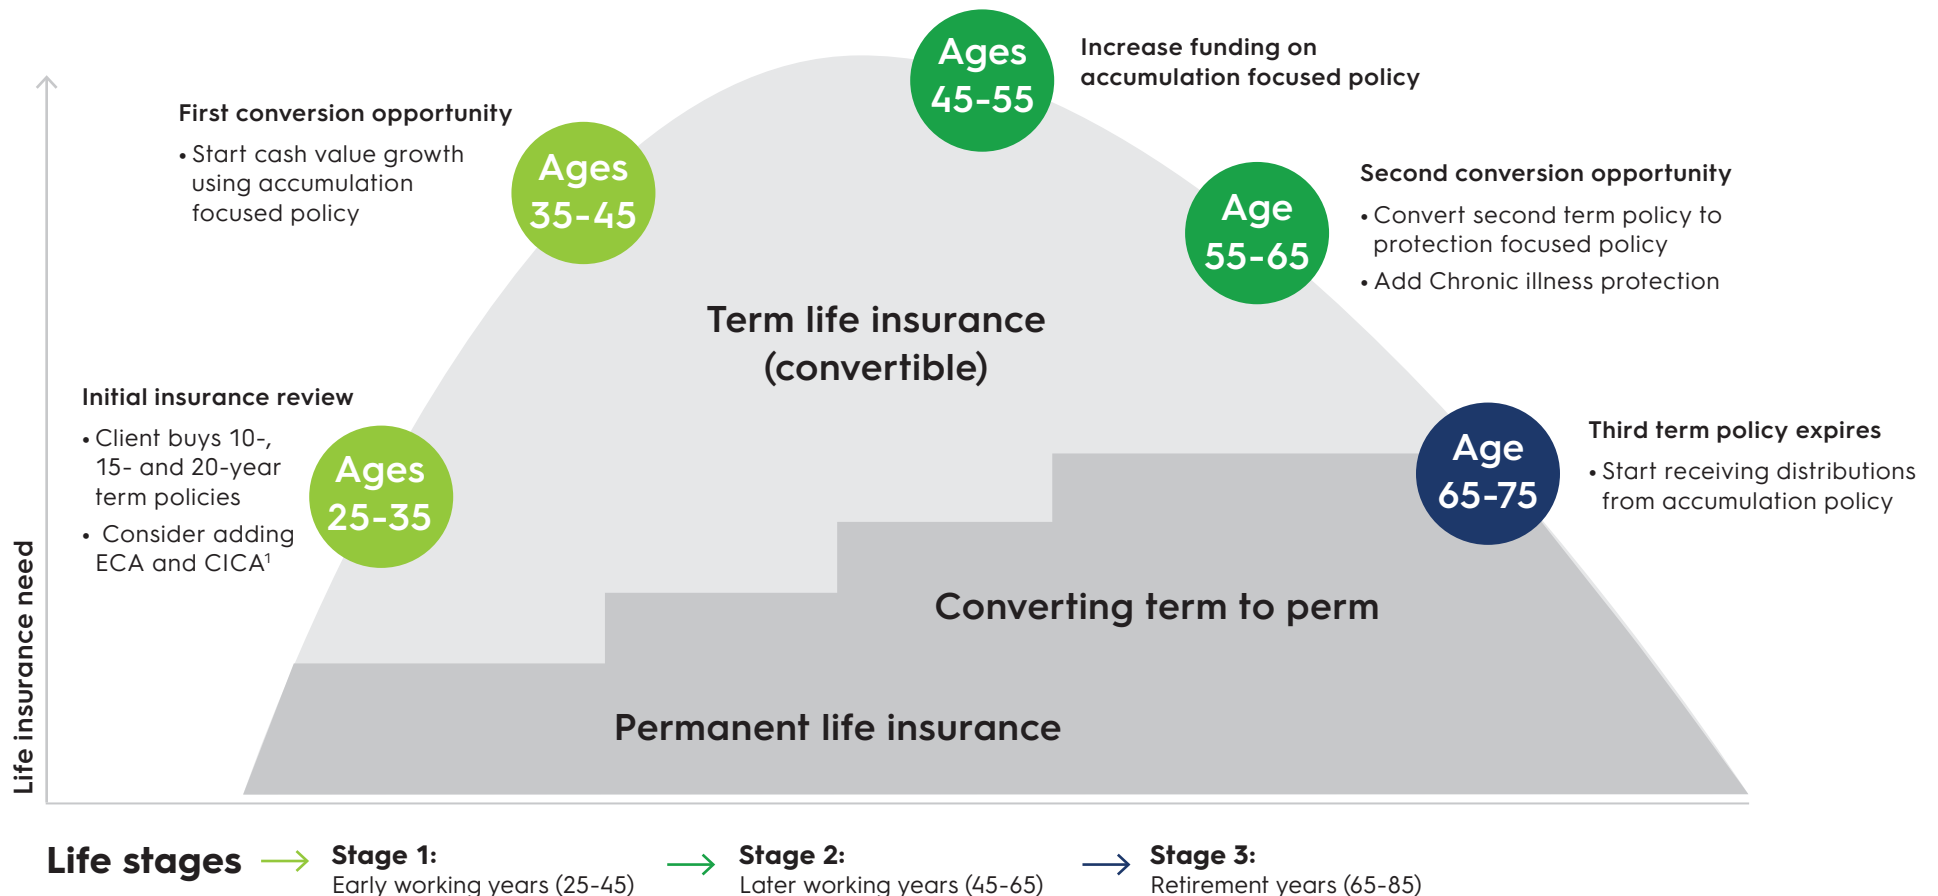 Ages
45-55
Increase funding on
accumulation focused policy
First conversion opportunity
• Start cash value growth
using accumulation
focused policy
Ages
35-45
Second conversion opportunity
• Convert second term policy to
protection focused policy
• Add Chronic illness protection
Age
55-65
Term life insurance
(convertible)
Initial insurance review
• Client buys 10-,
15- and 20-year
term policies
• Consider adding
ECA and CICA¹
Ages
25-35
Age
65-75
Third term policy expires
• Start receiving distributions
from accumulation policy
Life insurance need
Converting term to perm
Permanent life insurance
Life stages
Stage 1:
Early working years (25-45)
Stage 2:
Later working years (45-65)
Stage 3:
Retirement years (65-85)